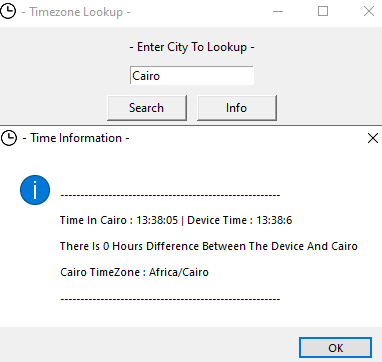 - Timezone Lookup -
- Enter City To Lookup -
Cairo
Search Info
- Time Information -
--------------------------------------------------------
Time In Cairo : 13:38:05 | Device Time : 13:38:6
There Is 0 Hours Difference Between The Device And Cairo
Cairo TimeZone : Africa/Cairo
--------------------------------------------------------
OK